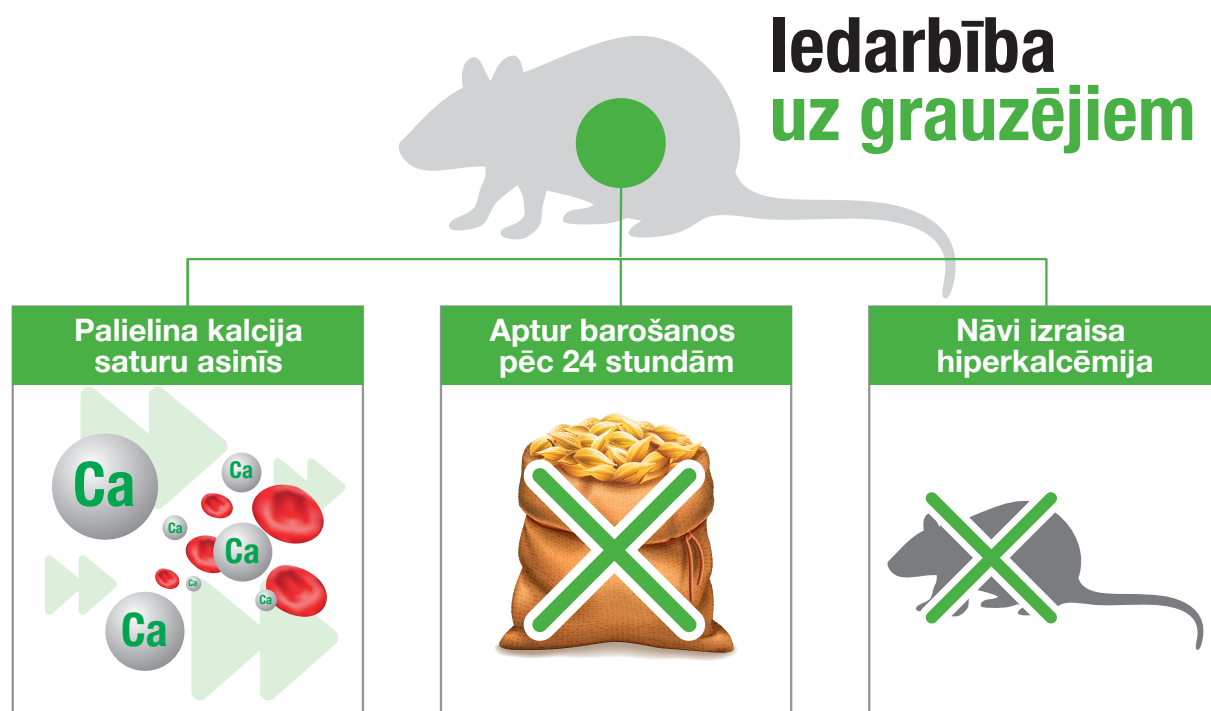 Iedarbība
uz grauzējiem
Palielina kalcija
saturu asinīs
Aptur barošanos
pēc 24 stundām
Nāvi izraisa
hiperkalcēmija
Ca
Ca
Ca
Ca
Ca
Ca
Ca